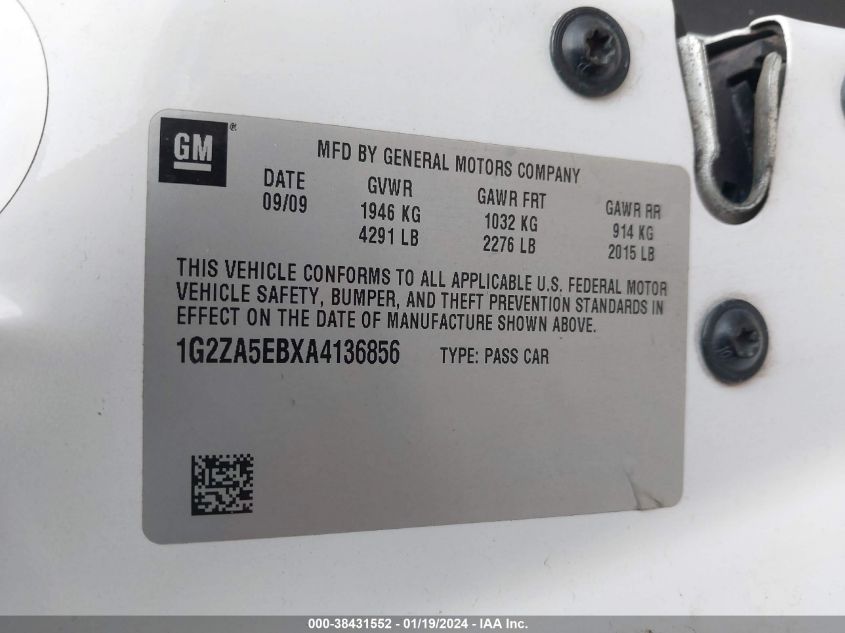 GM®
MFD BY GENERAL MOTORS COMPANY
DATE GVWR GAWR FRT GAWR RR
09/09 1946 KG 1032 KG 914 KG
4291 LB 2276 LB 2015 LB
THIS VEHICLE CONFORMS TO ALL APPLICABLE U.S. FEDERAL MOTOR
VEHICLE SAFETY, BUMPER, AND THEFT PREVENTION STANDARDS IN
EFFECT ON THE DATE OF MANUFACTURE SHOWN ABOVE.
1G2ZA5EBXA4136856 TYPE: PASS CAR
000-38431552 - 01/19/2024 - IAA Inc.